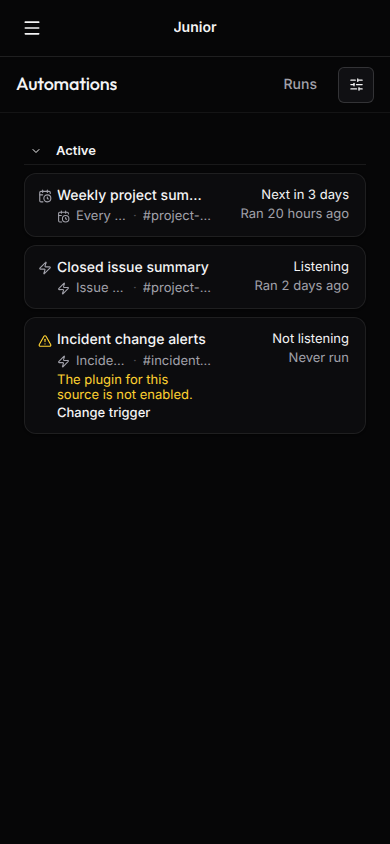 Junior
Automations
Runs
Active
Weekly project sum...
Next in 3 days
Every ... · #project-...
Ran 20 hours ago
Closed issue summary
Listening
Issue ... · #project-...
Ran 2 days ago
Incident change alerts
Not listening
Incide... · #incident...
Never run
The plugin for this
source is not enabled.
Change trigger